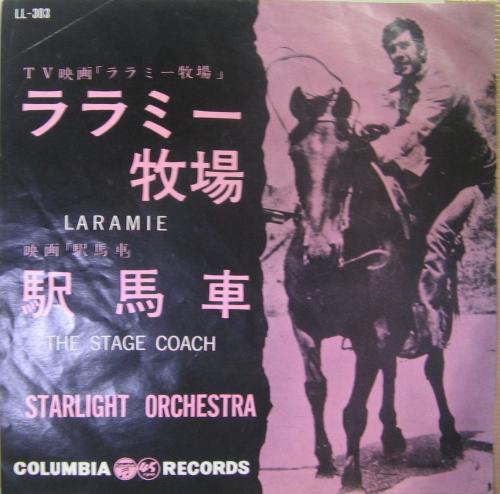 LL-303
TV映画「ララミー牧場」
ララミー
牧場
LARAMIE
映画「駅馬車」
駅馬車
THE STAGE COACH
STARLIGHT ORCHESTRA
COLUMBIA 45 RECORDS